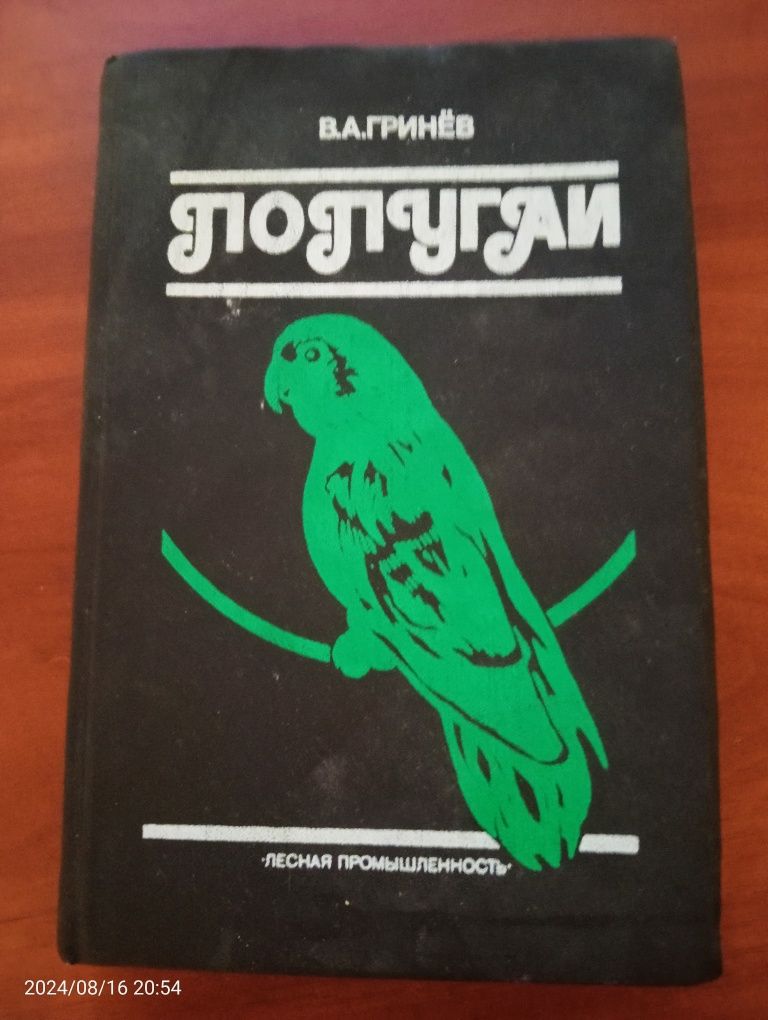 В.А.ГРИНЁВ
ПОПУГАИ
"ЛЕСНАЯ ПРОМЫШЛЕННОСТЬ"
2024/08/16 20:54